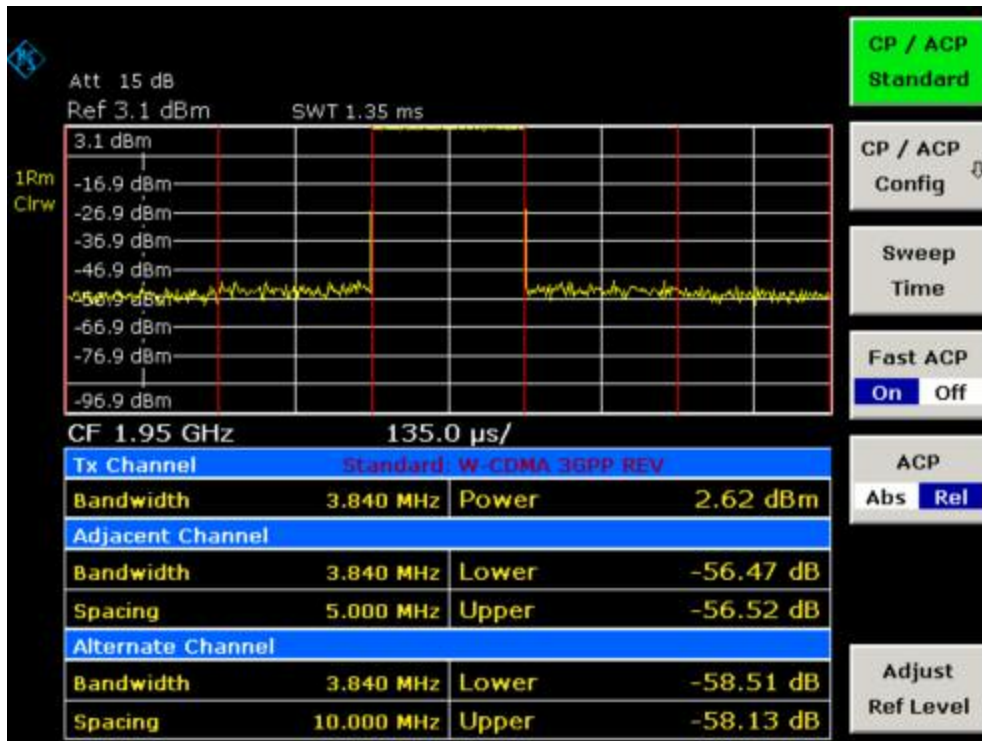 CP / ACP
Standard
Att 15 dB
Ref 3.1 dBm SWT 1.35 ms
3.1 dBm
1Rm
Clrw
-16.9 dBm
-26.9 dBm
-36.9 dBm
-46.9 dBm
-56.9 dBm
-66.9 dBm
-76.9 dBm
-96.9 dBm
CP / ACP
Config
Sweep
Time
Fast ACP
On Off
CF 1.95 GHz 135.0 µs/
Tx Channel Standard: W-CDMA 3GPP REV
Bandwidth 3.840 MHz Power 2.62 dBm
Adjacent Channel
Bandwidth 3.840 MHz Lower -56.47 dB
Spacing 5.000 MHz Upper -56.52 dB
Alternate Channel
Bandwidth 3.840 MHz Lower -58.51 dB
Spacing 10.000 MHz Upper -58.13 dB
ACP
Abs Rel
Adjust
Ref Level